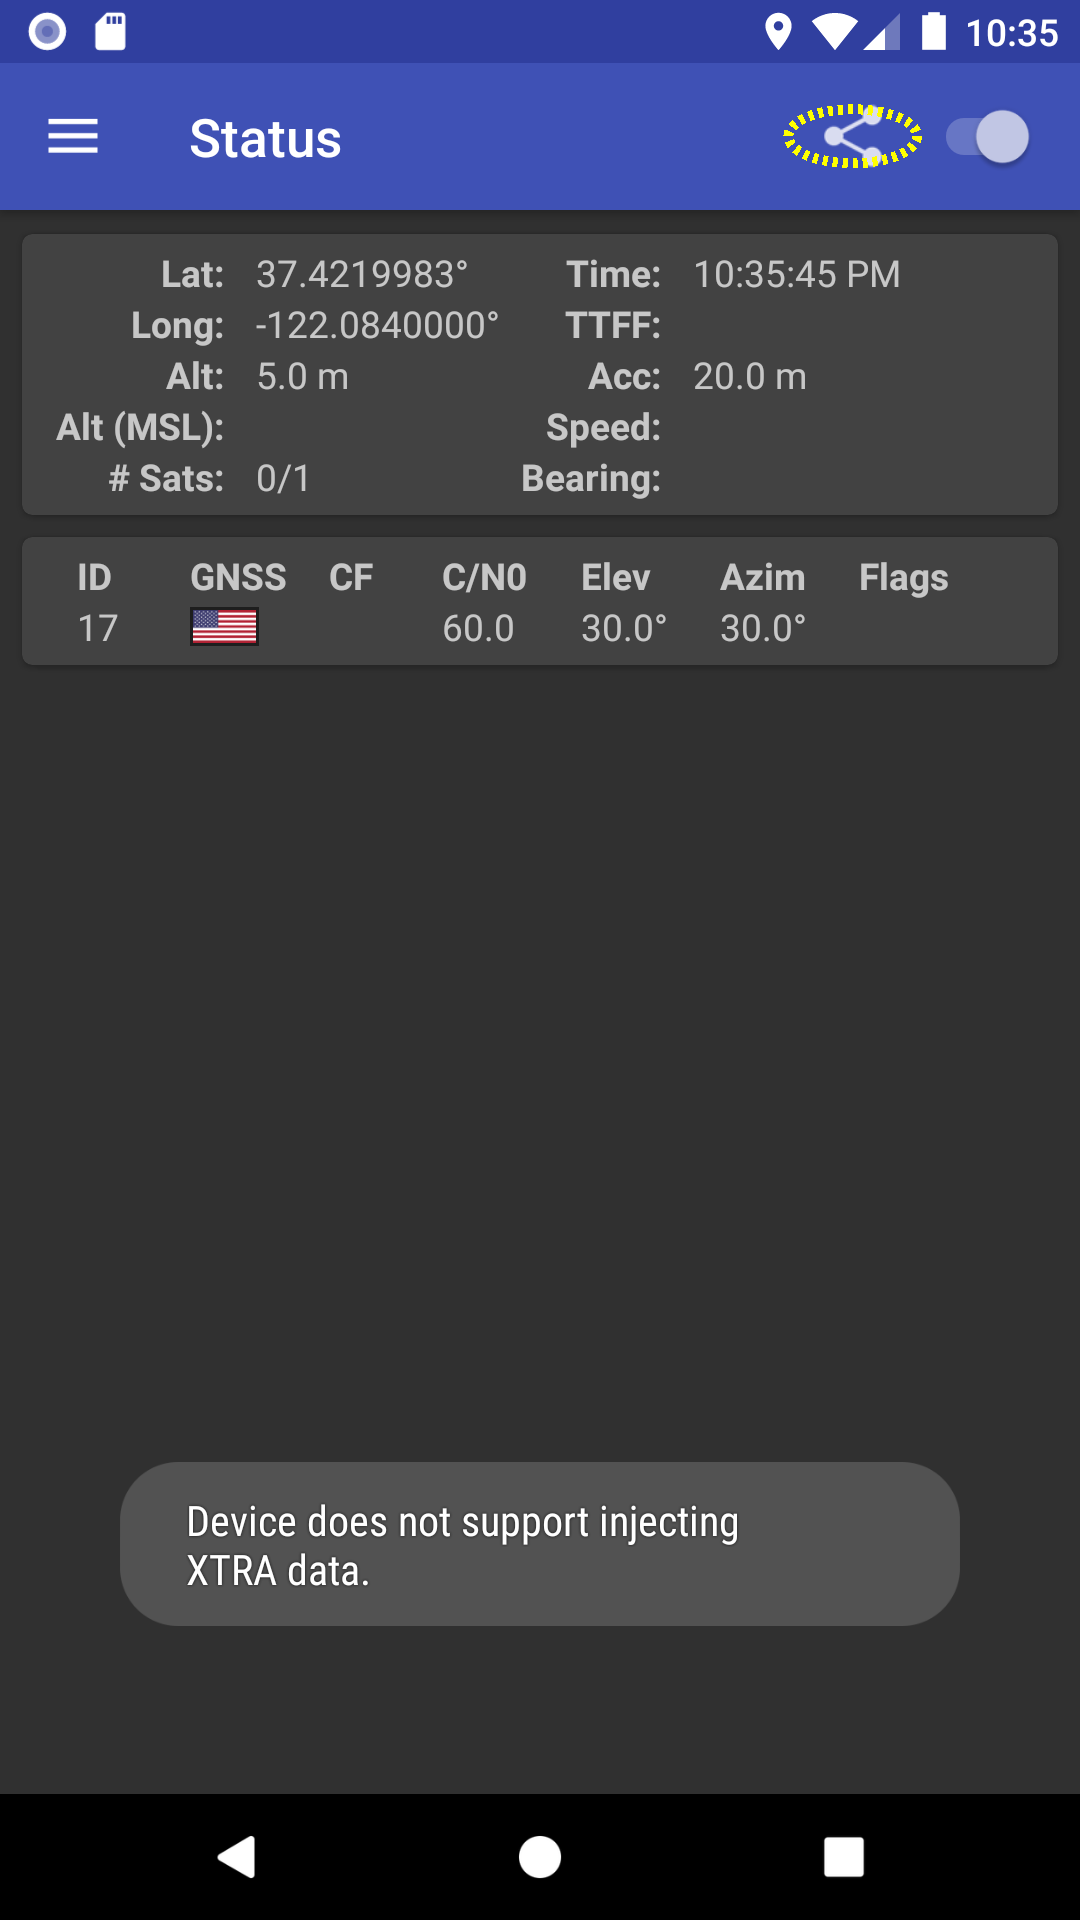 10:35
Status
Lat: 37.4219983° Time: 10:35:45 PM
Long: -122.0840000° TTFF:
Alt: 5.0 m Acc: 20.0 m
Alt (MSL): Speed:
# Sats: 0/1 Bearing:
ID GNSS CF C/N0 Elev Azim Flags
17 60.0 30.0° 30.0°
Device does not support injecting
XTRA data.